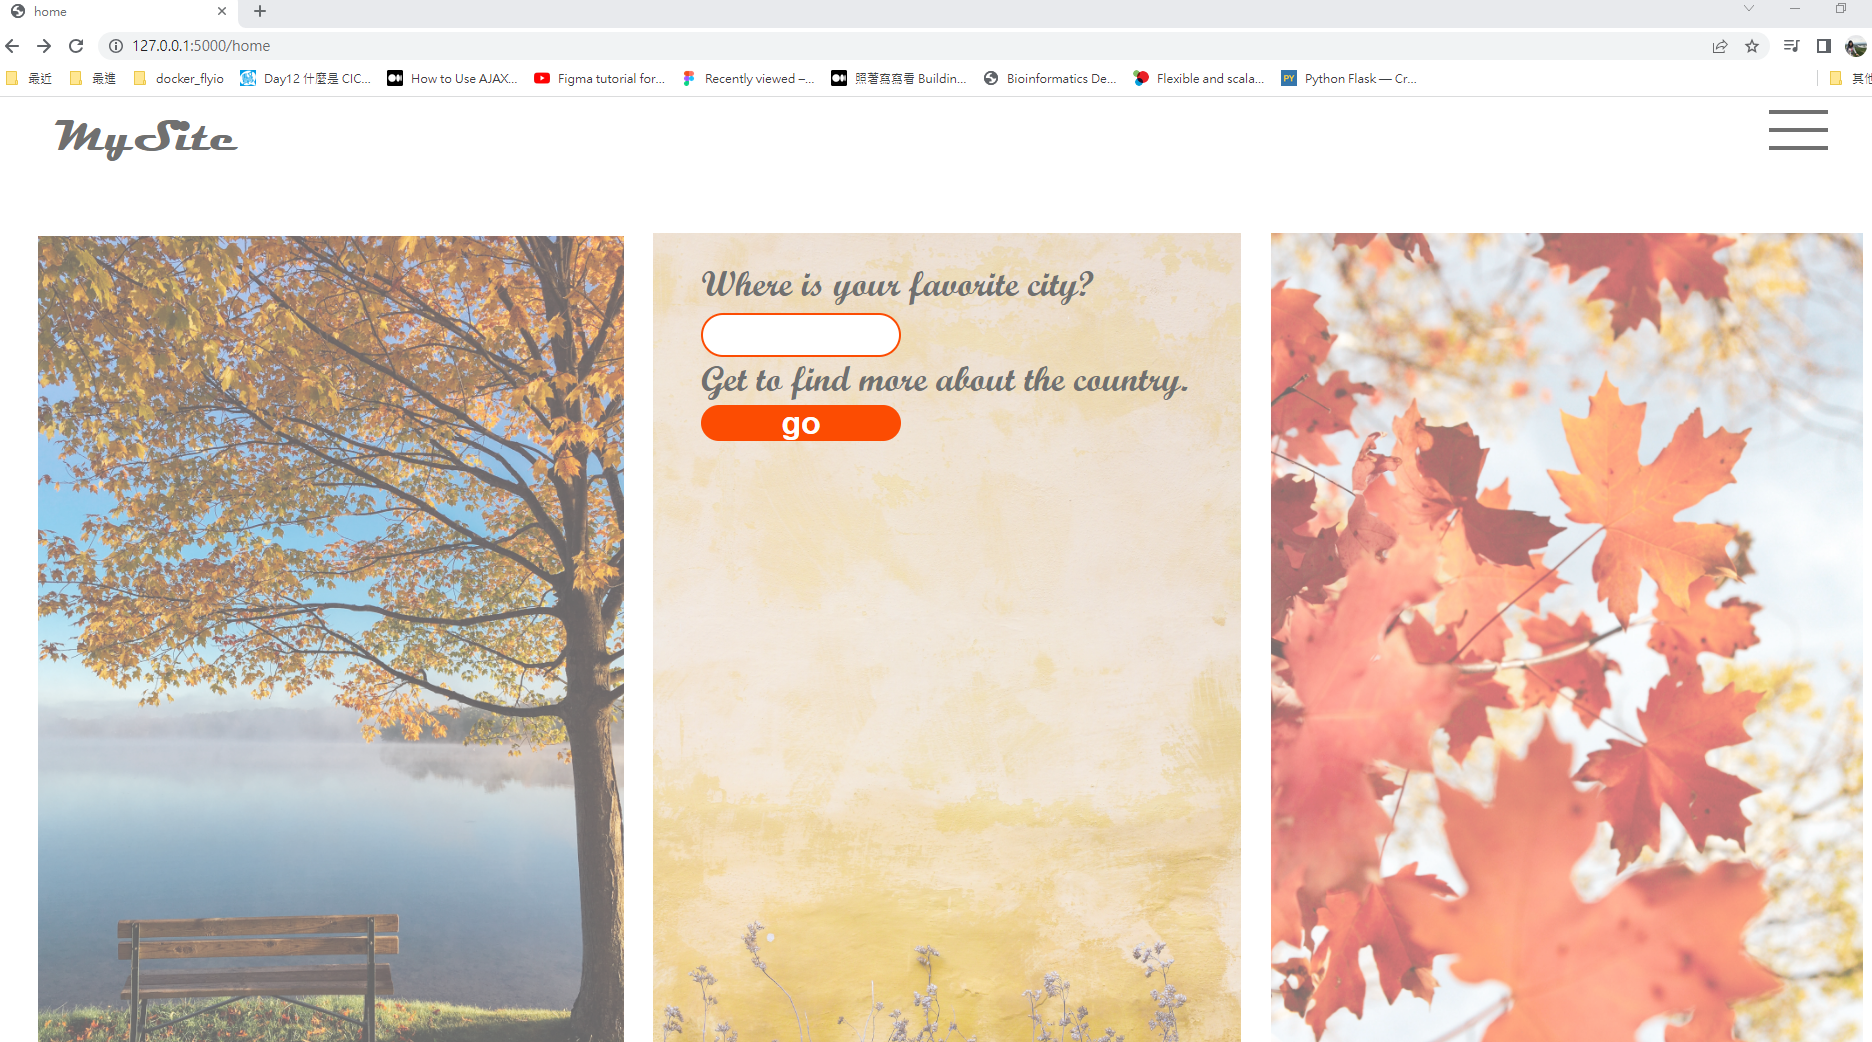 home
127.0.0.1:5000/home
最近 最進 docker_flyio Day12 什麼是 CIC... How to Use AJAX... Figma tutorial for... Recently viewed –... 照著寫寫看 Buildin... Bioinformatics De... Flexible and scala... PY Python Flask — Cr... 其他
MySite
Where is your favorite city?
Get to find more about the country.
go